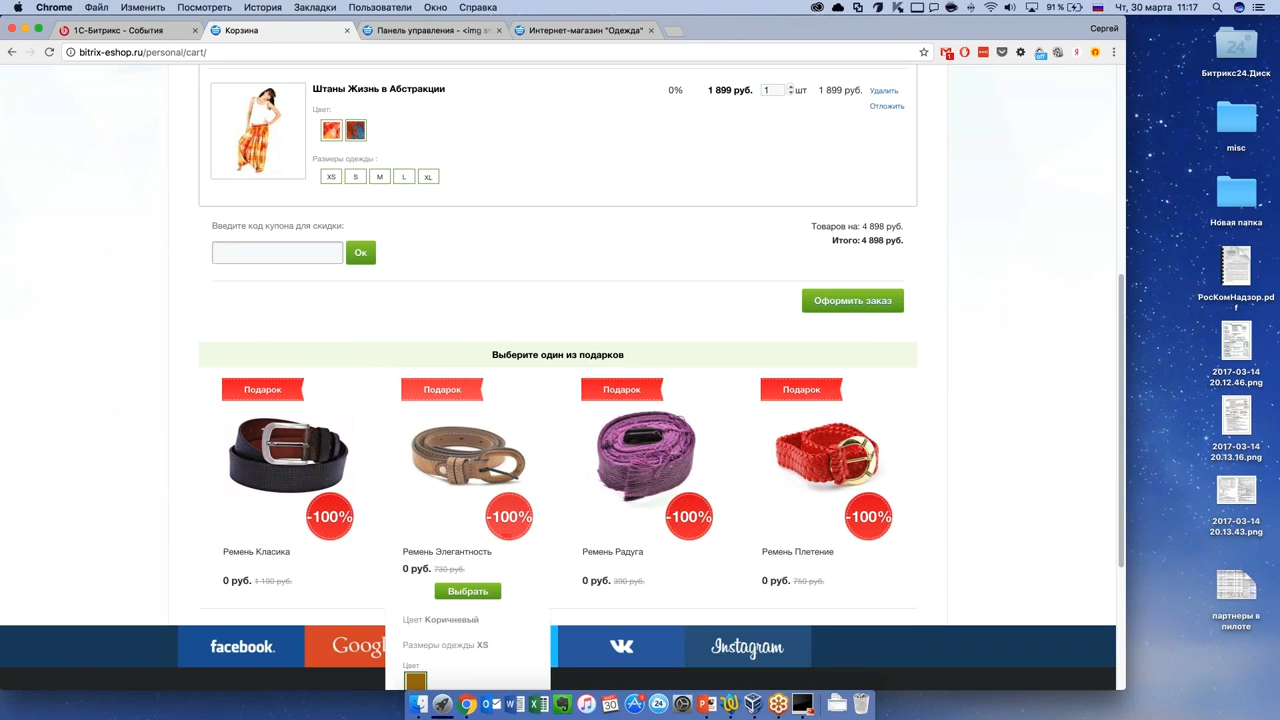 Chrome Файл Изменить Посмотреть История Закладки Пользователи Окно Справка
91% Чт, 30 марта 11:17
1С-Битрикс - События
Корзина
Панель управления - <img s
Интернет-магазин "Одежда"
Сергей
bitrix-eshop.ru/personal/cart/
Штаны Жизнь в Абстракции
0%
1 899 руб.
1
шт
1 899 руб.
Удалить
Отложить
Цвет:
Размеры одежды :
XS
S
M
L
XL
Введите код купона для скидки:
Ок
Товаров на: 4 898 руб.
Итого: 4 898 руб.
Оформить заказ
Выберите один из подарков
Подарок
Подарок
Подарок
Подарок
-100%
-100%
-100%
-100%
Ремень Класика
0 руб. 1 190 руб.
Ремень Элегантность
0 руб. 730 руб.
Выбрать
Цвет Коричневый
Размеры одежды XS
Цвет
Ремень Радуга
0 руб. 390 руб.
Ремень Плетение
0 руб. 750 руб.
facebook.
Googl
Instagram
24
Битрикс24.Диск
misc
Новая папка
РосКомНадзор.pd
f
2017-03-14
20.12.46.png
2017-03-14
20.13.16.png
2017-03-14
20.13.43.png
партнеры в
пилоте